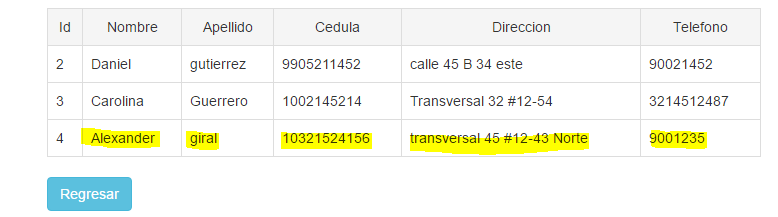 Id Nombre Apellido Cedula Direccion Telefono
2 Daniel gutierrez 9905211452 calle 45 B 34 este 90021452
3 Carolina Guerrero 1002145214 Transversal 32 #12-54 3214512487
4 Alexander giral 10321524156 transversal 45 #12-43 Norte 9001235
Regresar